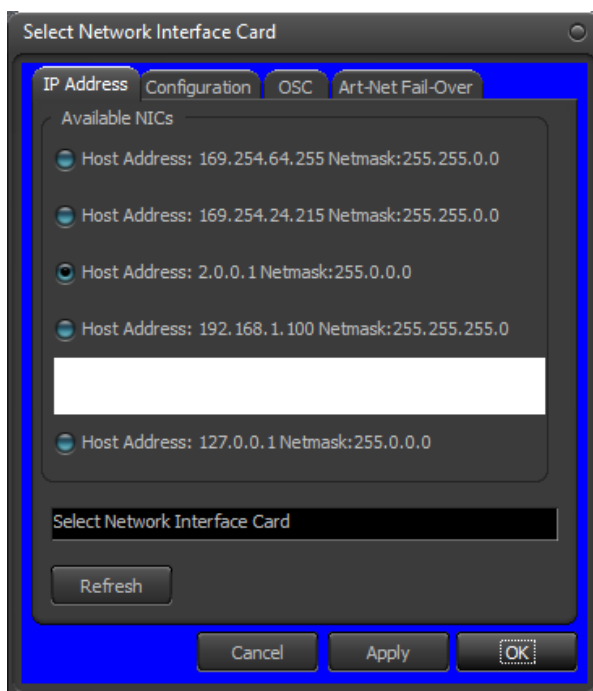 Select Network Interface Card
IP Address Configuration OSC Art-Net Fail-Over
Available NICs
Host Address: 169.254.64.255 Netmask:255.255.0.0
Host Address: 169.254.24.215 Netmask:255.255.0.0
Host Address: 2.0.0.1 Netmask:255.0.0.0
Host Address: 192.168.1.100 Netmask:255.255.255.0
Host Address: 127.0.0.1 Netmask:255.0.0.0
Select Network Interface Card
Refresh
Cancel Apply OK